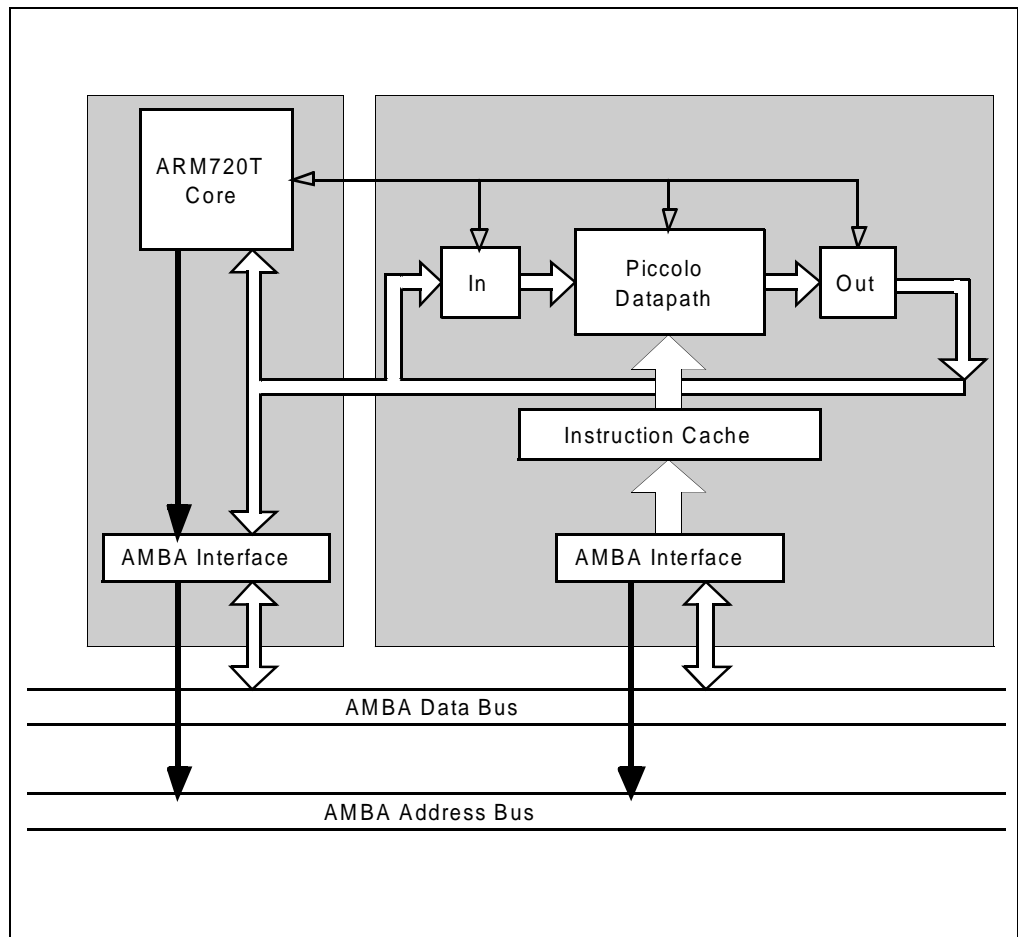 ARM720T
Core
In
Piccolo
Datapath
Out
Instruction Cache
AMBA Interface
AMBA Interface
AMBA Data Bus
AMBA Address Bus